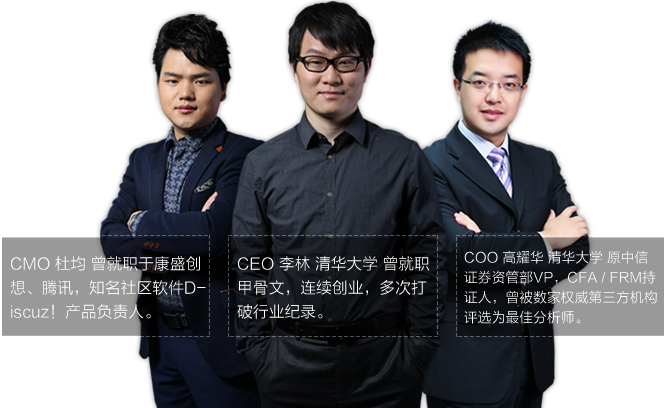 CMO 杜均 曾就职于康盛创
想、腾讯，知名社区软件D-
iscuz！产品负责人。
CEO 李林 清华大学 曾就职
甲骨文，连续创业，多次打
破行业纪录。
COO 高耀华 清华大学 原中信
证券资管部VP，CFA / FRM持
证人，曾被数家权威第三方机构
评选为最佳分析师。